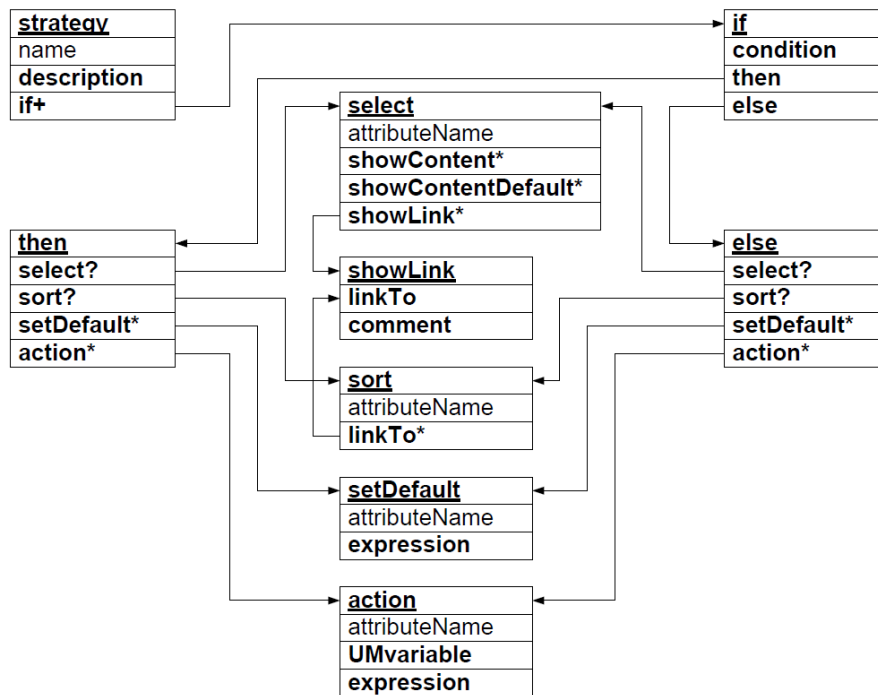 strategy
name
description
if+
if
condition
then
else
select
attributeName
showContent*
showContentDefault*
showLink*
then
select?
sort?
setDefault*
action*
showLink
linkTo
comment
else
select?
sort?
setDefault*
action*
sort
attributeName
linkTo*
setDefault
attributeName
expression
action
attributeName
UMvariable
expression